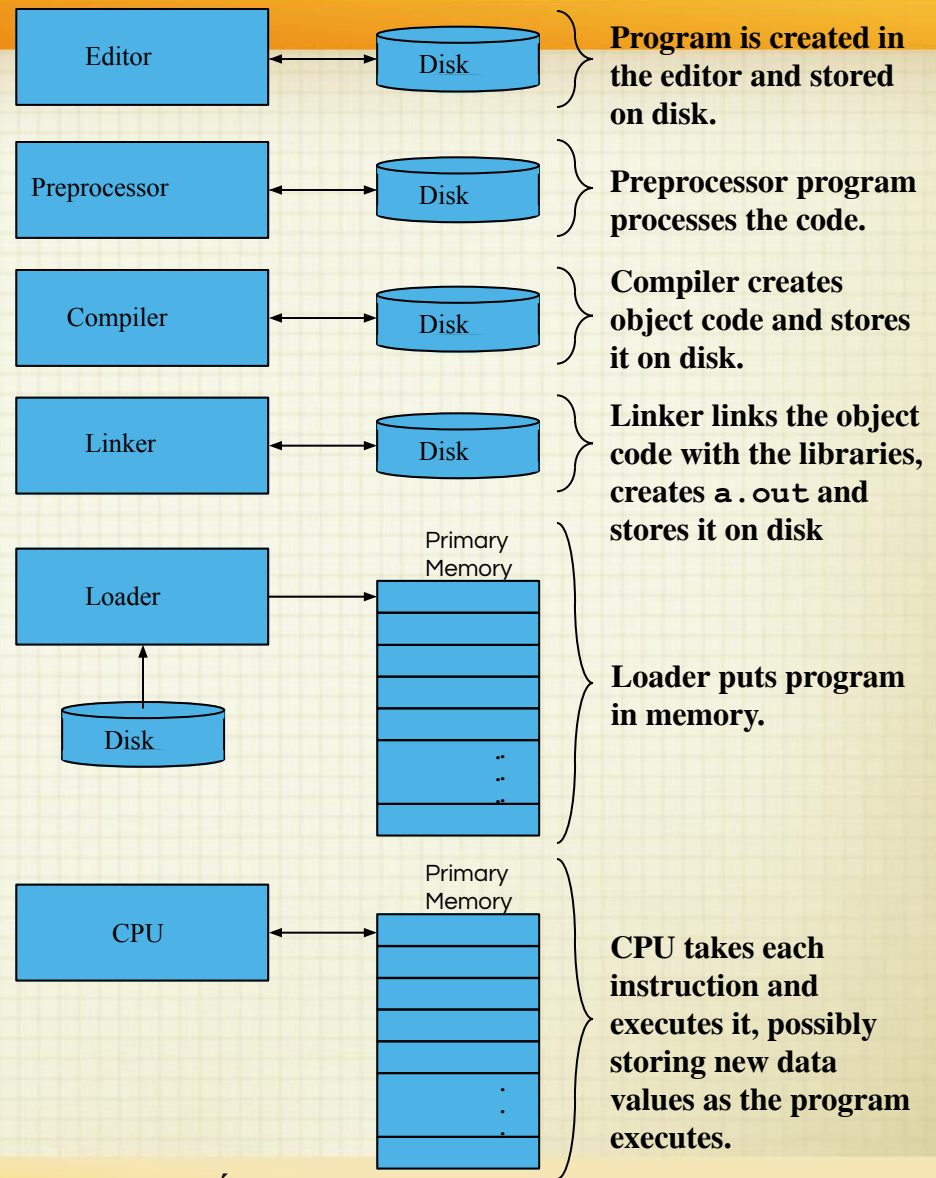 Editor
Disk
Program is created in
the editor and stored
on disk.
Preprocessor
Disk
Preprocessor program
processes the code.
Compiler
Disk
Compiler creates
object code and stores
it on disk.
Linker
Disk
Linker links the object
code with the libraries,
creates a.out and
stores it on disk
Loader
Disk
Primary
Memory
Loader puts program
in memory.
CPU
Primary
Memory
CPU takes each
instruction and
executes it, possibly
storing new data
values as the program
executes.